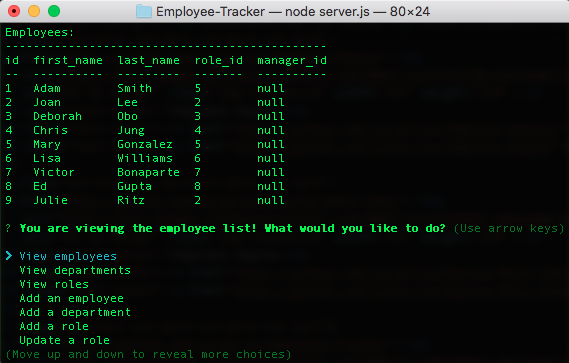 Employee-Tracker — node server.js — 80×24
Employees:
----------------------------------------------
id  first_name  last_name  role_id  manager_id
--  ----------  ---------  -------  ----------
1   Adam        Smith      5        null
2   Joan        Lee        2        null
3   Deborah     Obo        3        null
4   Chris       Jung       4        null
5   Mary        Gonzalez   5        null
6   Lisa        Williams   6        null
7   Victor      Bonaparte  7        null
8   Ed          Gupta      8        null
9   Julie       Ritz       2        null
? You are viewing the employee list! What would you like to do? (Use arrow keys)
❯ View employees
  View departments
  View roles
  Add an employee
  Add a department
  Add a role
  Update a role
(Move up and down to reveal more choices)